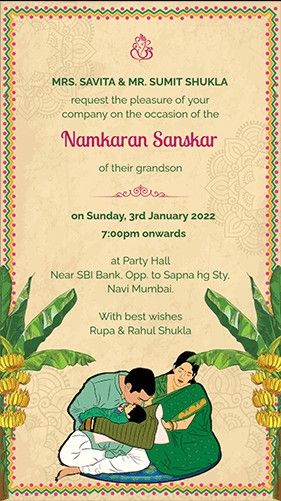 MRS. SAVITA & MR. SUMIT SHUKLA
request the pleasure of your
company on the occasion of the
Namkaran Sanskar
of their grandson
on Sunday, 3rd January 2022
7:00pm onwards
at Party Hall
Near SBI Bank, Opp. to Sapna hg Sty.
Navi Mumbai.
With best wishes
Rupa & Rahul Shukla